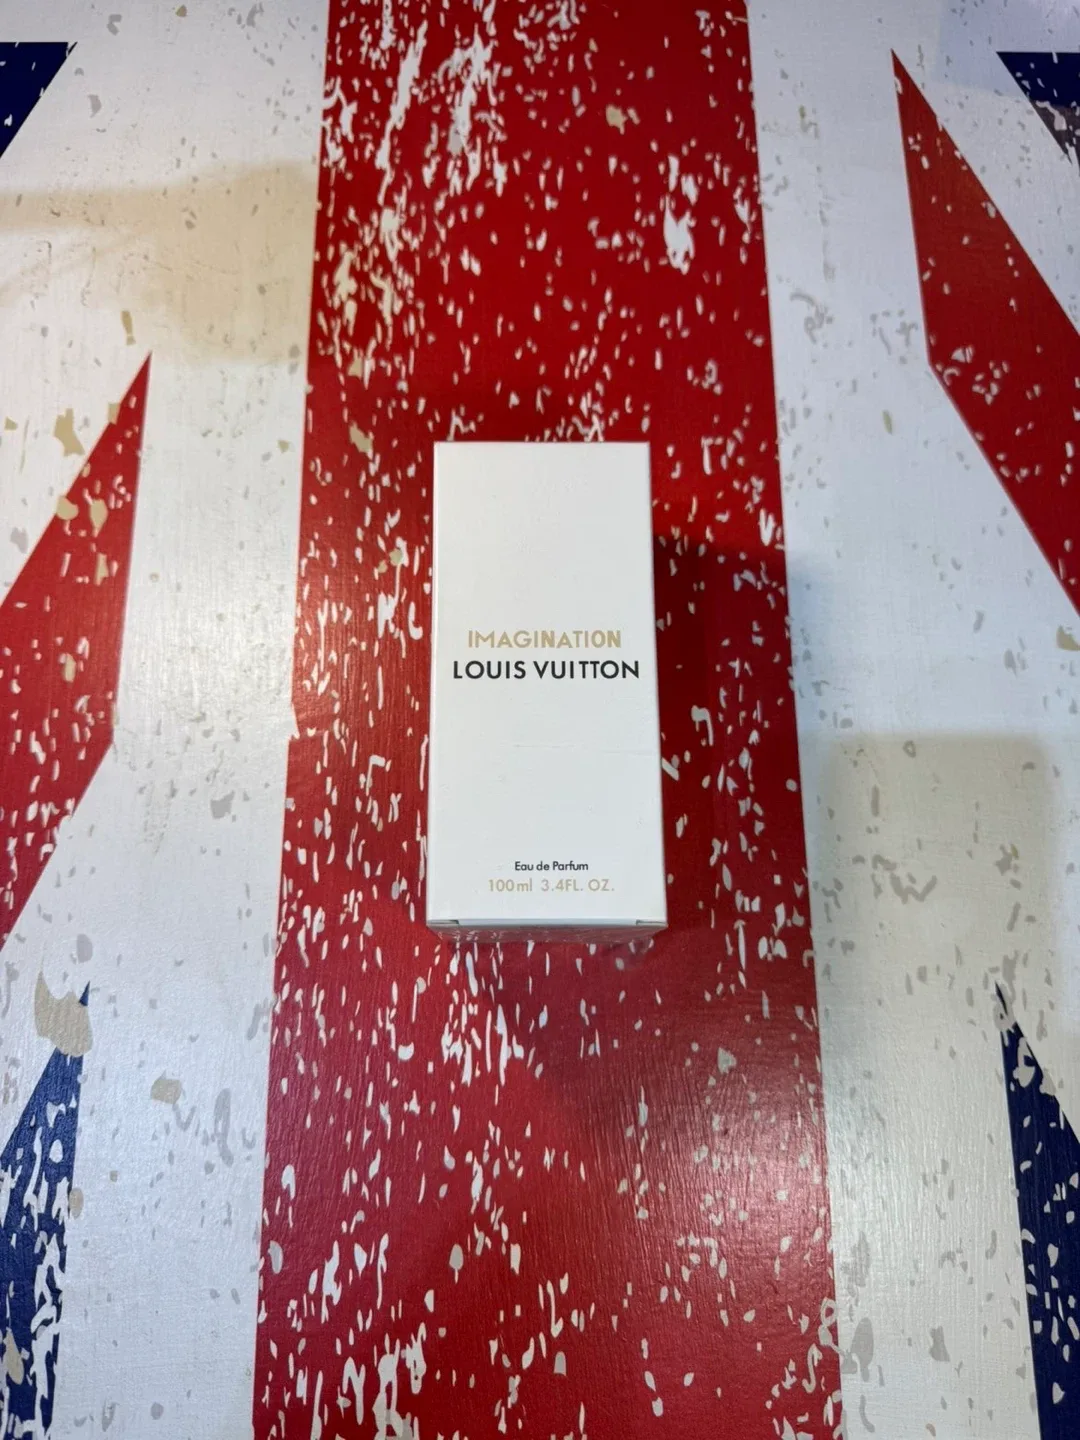 IMAGINATION
LOUIS VUITTON
Eau de Parfum
100ml 3.4FL. OZ.